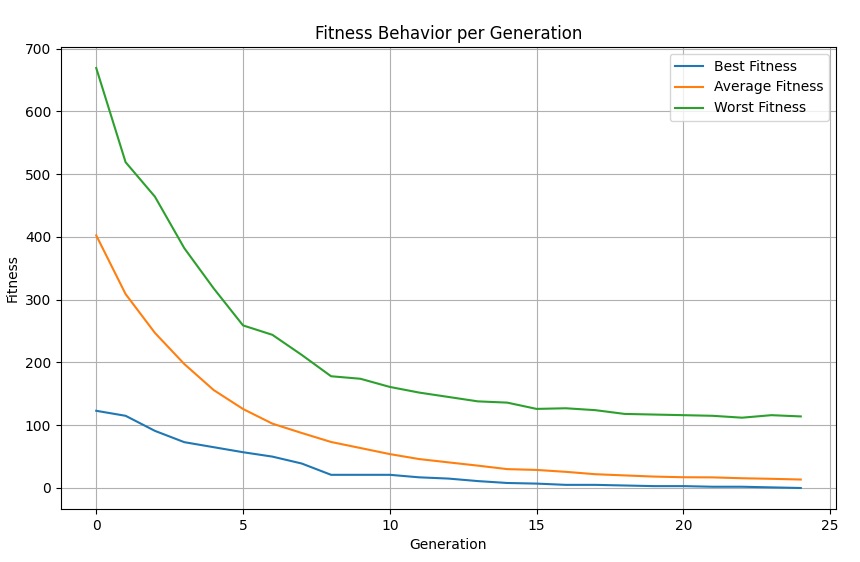 Fitness Behavior per Generation
700
600
500
400
300
200
100
0
Fitness
Best Fitness
Average Fitness
Worst Fitness
0 5 10 15 20 25
Generation